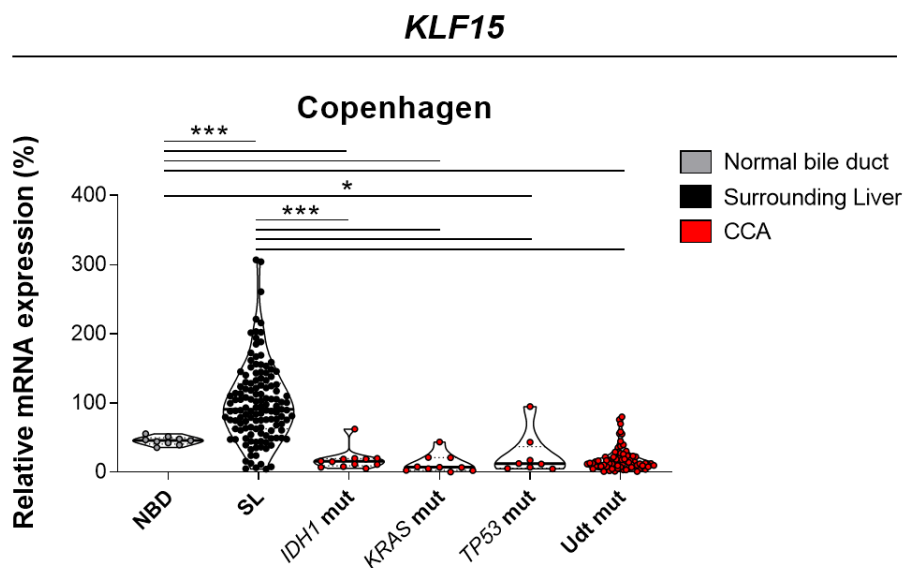 KLF15
Copenhagen
***
*
***
Relative mRNA expression (%)
400
300
200
100
0
NBD
SL
IDH1 mut
KRAS mut
TP53 mut
Udt mut
Normal bile duct
Surrounding Liver
CCA